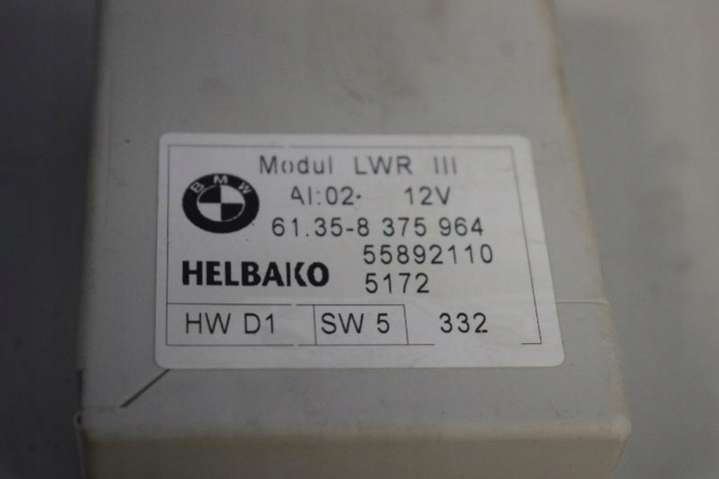 Modul LWR III
BMW
AI:02- 12V
61.35-8 375 964
55892110
HELBAKO
5172
HW D1 SW 5 332